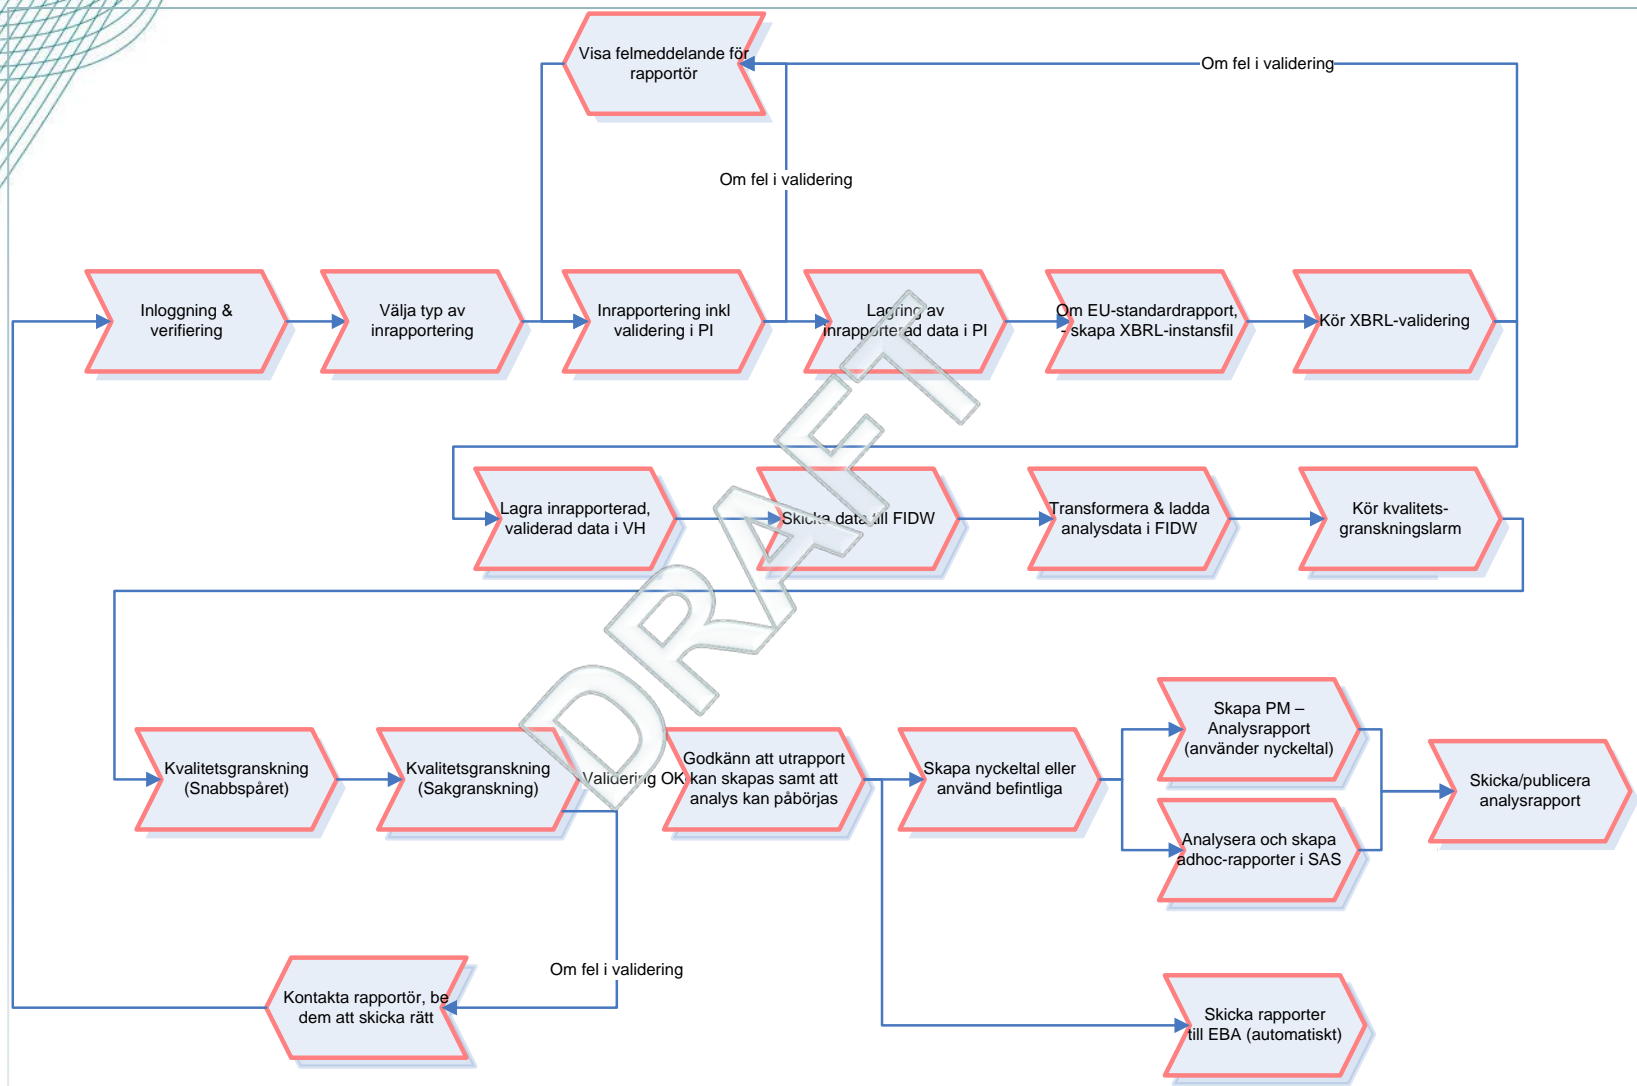 Visa felmeddelande för
rapportör
Om fel i validering
Om fel i validering
Inloggning &
verifiering
Välja typ av
inrapportering
Inrapportering inkl
validering i PI
Lagring av
inrapporterad data i PI
Om EU-standardrapport,
- skapa XBRL-instansfil
Kör XBRL-validering
Lagra inrapporterad,
validerad data i VH
Skicka data till FIDW
Transformera & ladda
analysdata i FIDW
Kör kvalitets-
granskningslarm
DRAFT
Kvalitetsgranskning
(Snabbspåret)
Kvalitetsgranskning
(Sakgranskning)
Validering OK
Godkänn att utrapport
kan skapas samt att
analys kan påbörjas
Skapa nyckeltal eller
använd befintliga
Skapa PM –
Analysrapport
(använder nyckeltal)
Analysera och skapa
adhoc-rapporter i SAS
Skicka/publicera
analysrapport
Om fel i validering
Kontakta rapportör, be
dem att skicka rätt
Skicka rapporter
till EBA (automatiskt)